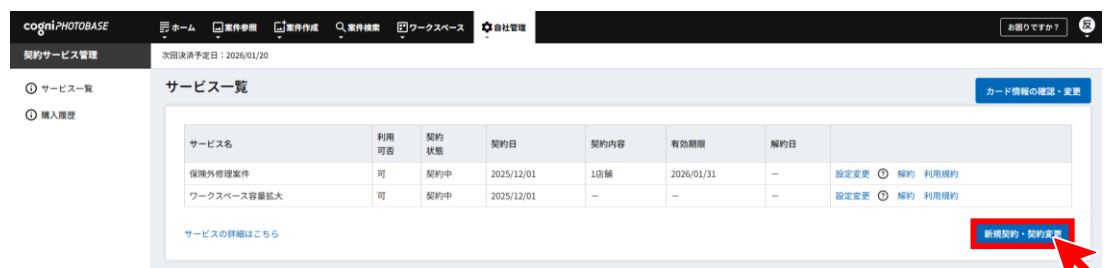 cogniPHOTOBASE ホーム 案件参照 案件作成 案件検索 ワークスペース 自社管理 お困りですか? 反
契約サービス管理 次回決済予定日：2026/01/20
サービス一覧
購入履歴
サービス一覧 カード情報の確認・変更
サービス名 利用可否 契約状態 契約日 契約内容 有効期限 解約日
保険外修理案件 可 契約中 2025/12/01 1店舗 2026/01/31 － 設定変更 ? 解約 利用規約
ワークスペース容量拡大 可 契約中 2025/12/01 － － － 設定変更 ? 解約 利用規約
サービスの詳細はこちら 新規契約・契約変更